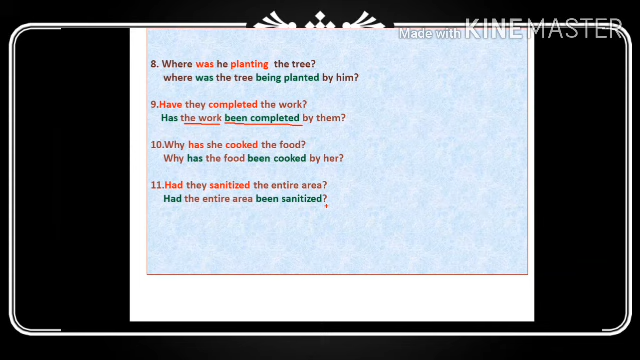 Made with KINEMASTER
8. Where was he planting the tree?
where was the tree being planted by him?
9.Have they completed the work?
Has the work been completed by them?
10.Why has she cooked the food?
Why has the food been cooked by her?
11.Had they sanitized the entire area?
Had the entire area been sanitized?